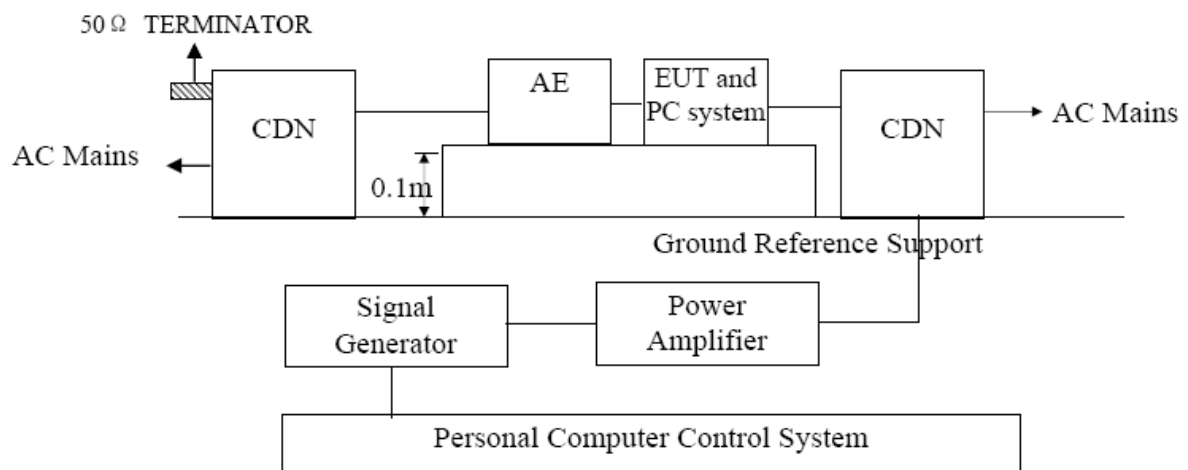 50Ω TERMINATOR
AE
EUT and
PC system
CDN
CDN
AC Mains
AC Mains
0.1m
Ground Reference Support
Signal
Generator
Power
Amplifier
Personal Computer Control System